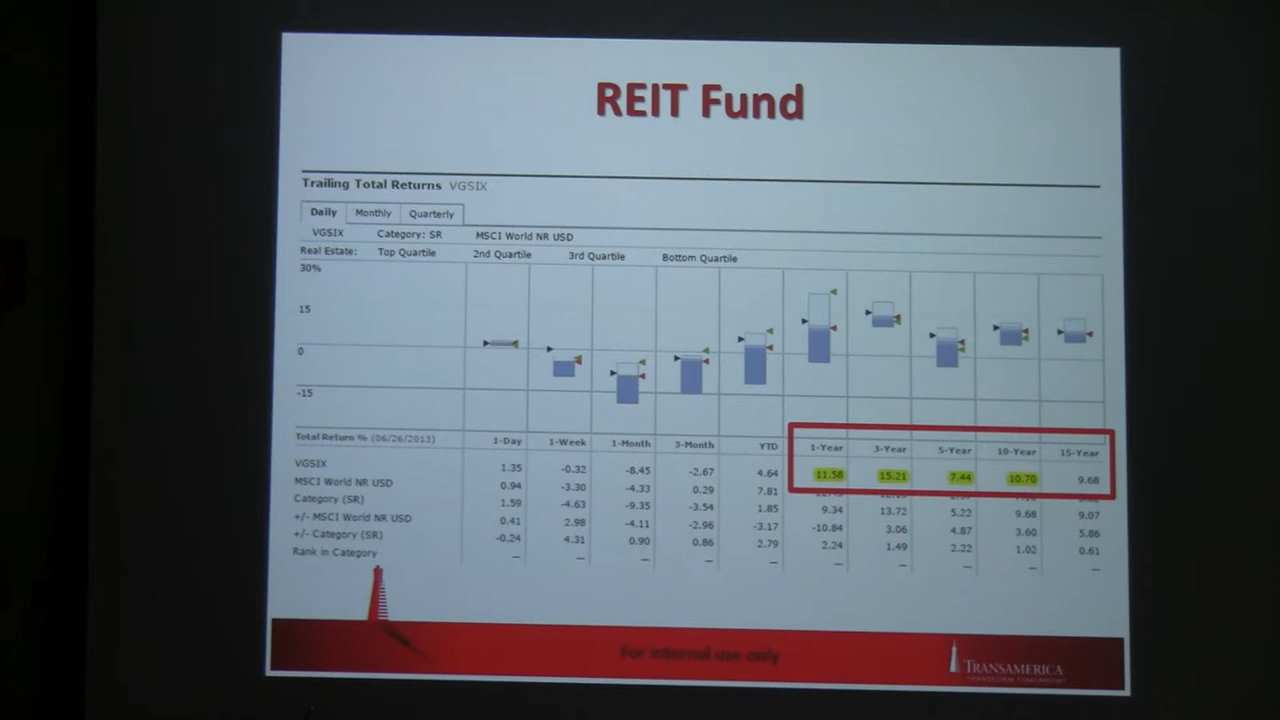 REIT Fund
Trailing Total Returns VGSIX
Daily Monthly Quarterly
VGSIX Category: SR MSCI World NR USD
Real Estate: Top Quartile 2nd Quartile 3rd Quartile Bottom Quartile
30%
15
0
-15
Total Return % (06/26/2013) 1-Day 1-Week 1-Month 3-Month YTD 1-Year 3-Year 5-Year 10-Year 15-Year
VGSIX 1.35 -0.32 -8.45 -2.67 4.64 11.58 15.21 7.44 10.70 9.68
MSCI World NR USD 0.94 -3.30 -4.33 0.29 7.81
Category (SR) 1.59 -4.63 -9.35 -3.54 1.85 9.34 13.72 5.22 9.68 9.07
+/- MSCI World NR USD 0.41 2.98 -4.11 -2.96 -3.17 -10.84 3.06 4.87 3.60 5.86
+/- Category (SR) -0.24 4.31 0.90 0.86 2.79 2.24 1.49 2.22 1.02 0.61
Rank in Category — — — — — — — — — —
For internal use only
TRANSAMERICA